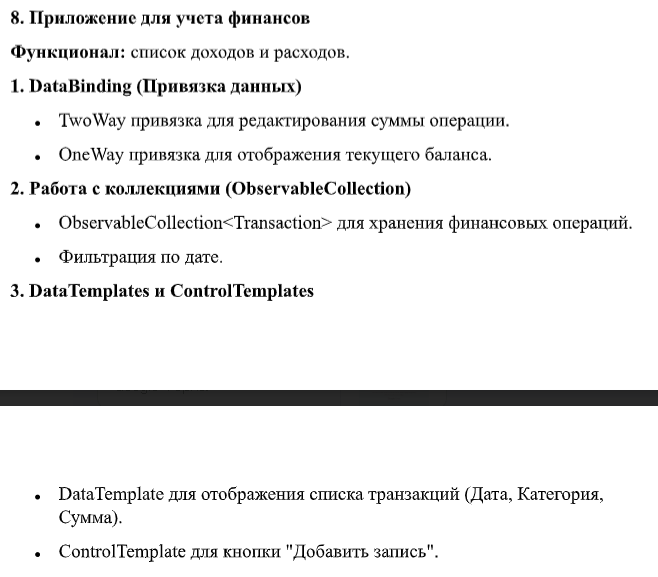 8. Приложение для учета финансов
Функционал: список доходов и расходов.
1. DataBinding (Привязка данных)
• TwoWay привязка для редактирования суммы операции.
• OneWay привязка для отображения текущего баланса.
2. Работа с коллекциями (ObservableCollection)
• ObservableCollection<Transaction> для хранения финансовых операций.
• Фильтрация по дате.
3. DataTemplates и ControlTemplates
• DataTemplate для отображения списка транзакций (Дата, Категория,
Сумма).
• ControlTemplate для кнопки "Добавить запись".